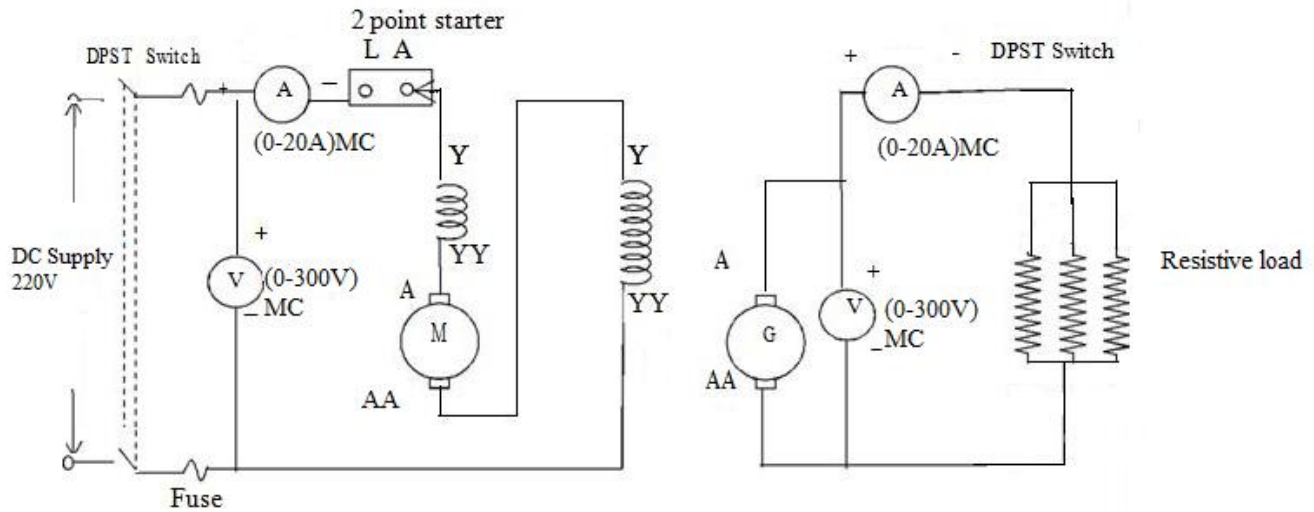 2 point starter
DPST Switch
L A
+
A
_
(0-20A)MC
Y
YY
Y
YY
DC Supply
220V
+
V
(0-300V)
_ MC
A
M
AA
Fuse
+
-
DPST Switch
A
(0-20A)MC
A
G
AA
+
V
(0-300V)
_MC
Resistive load